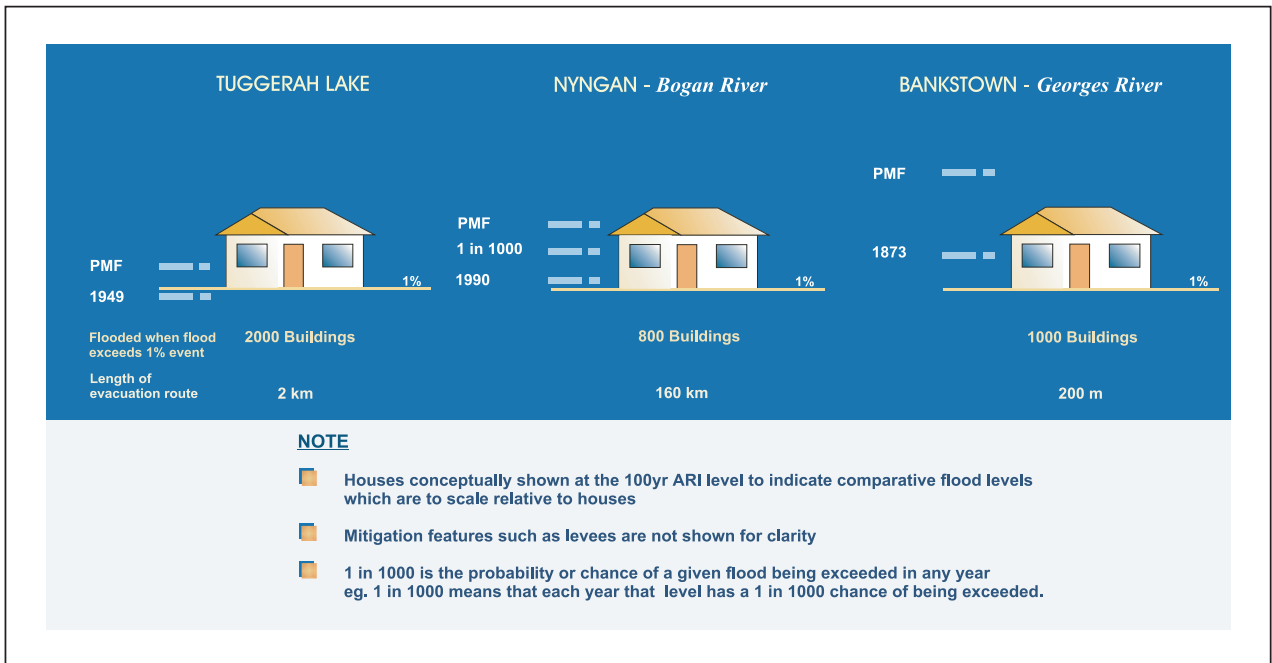 TUGGERAH LAKE
NYNGAN - Bogan River
BANKSTOWN - Georges River
PMF
1949
1%
PMF
1 in 1000
1990
1%
PMF
1873
1%
Flooded when flood
exceeds 1% event
2000 Buildings
800 Buildings
1000 Buildings
Length of
evacuation route
2 km
160 km
200 m
NOTE
Houses conceptually shown at the 100yr ARI level to indicate comparative flood levels
which are to scale relative to houses
Mitigation features such as levees are not shown for clarity
1 in 1000 is the probability or chance of a given flood being exceeded in any year
eg. 1 in 1000 means that each year that level has a 1 in 1000 chance of being exceeded.